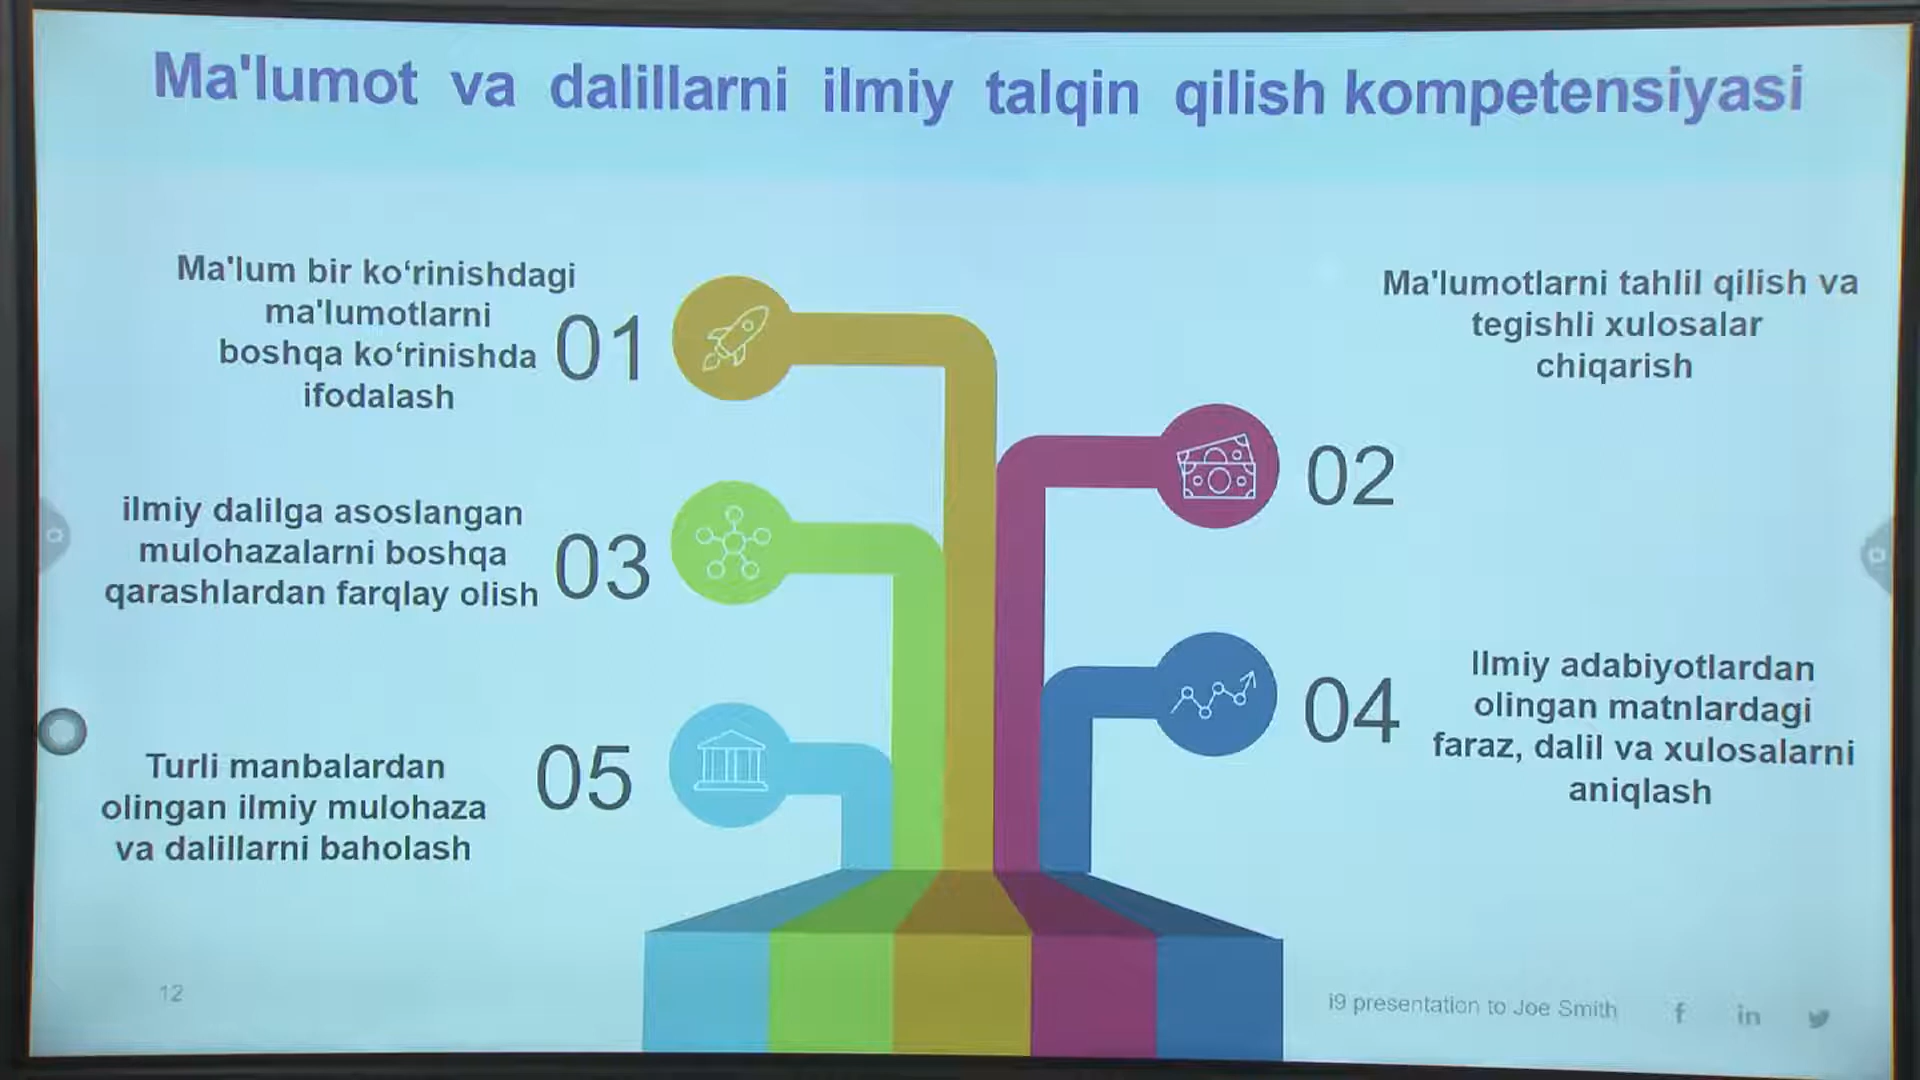 Ma'lumot va dalillarni ilmiy talqin qilish kompetensiyasi
Ma'lum bir ko‘rinishdagi
ma'lumotlarni
boshqa ko‘rinishda
ifodalash
01
Ma'lumotlarni tahlil qilish va
tegishli xulosalar
chiqarish
02
ilmiy dalilga asoslangan
mulohazalarni boshqa
qarashlardan farqlay olish
03
04
Ilmiy adabiyotlardan
olingan matnlardagi
faraz, dalil va xulosalarni
aniqlash
Turli manbalardan
olingan ilmiy mulohaza
va dalillarni baholash
05
12
i9 presentation to Joe Smith
f in